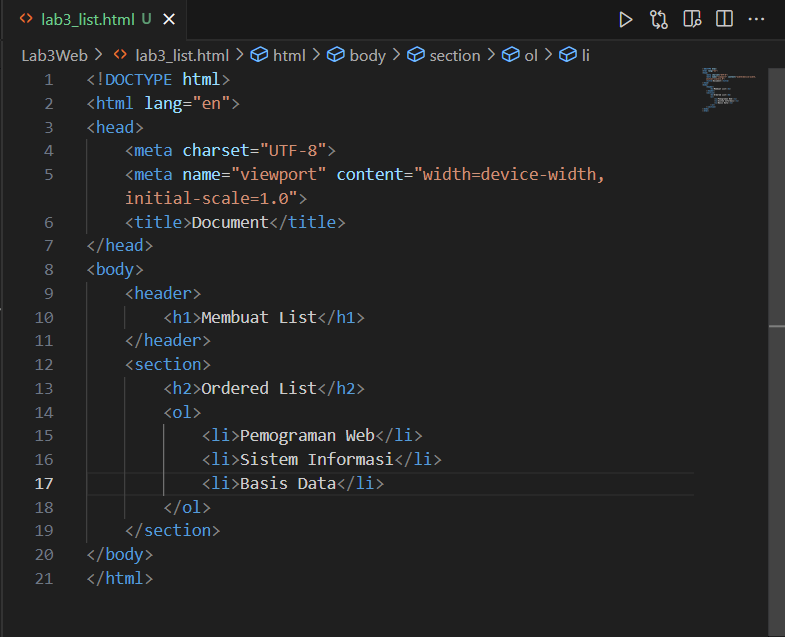 lab3_list.html U
Lab3Web > lab3_list.html > html > body > section > ol > li
1 <!DOCTYPE html>
2 <html lang="en">
3 <head>
4 <meta charset="UTF-8">
5 <meta name="viewport" content="width=device-width,
initial-scale=1.0">
6 <title>Document</title>
7 </head>
8 <body>
9 <header>
10 <h1>Membuat List</h1>
11 </header>
12 <section>
13 <h2>Ordered List</h2>
14 <ol>
15 <li>Pemograman Web</li>
16 <li>Sistem Informasi</li>
17 <li>Basis Data</li>
18 </ol>
19 </section>
20 </body>
21 </html>